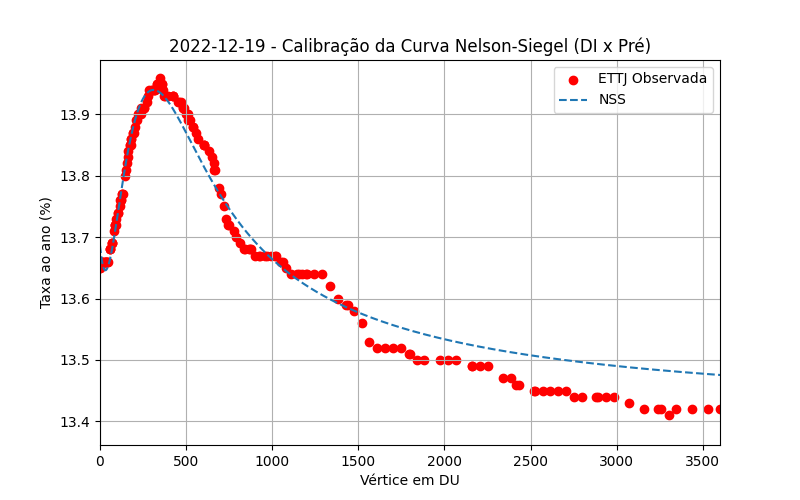 2022-12-19 - Calibração da Curva Nelson-Siegel (DI x Pré)
ETTJ Observada
NSS
Taxa ao ano (%)
13.9
13.8
13.7
13.6
13.5
13.4
0 500 1000 1500 2000 2500 3000 3500
Vértice em DU